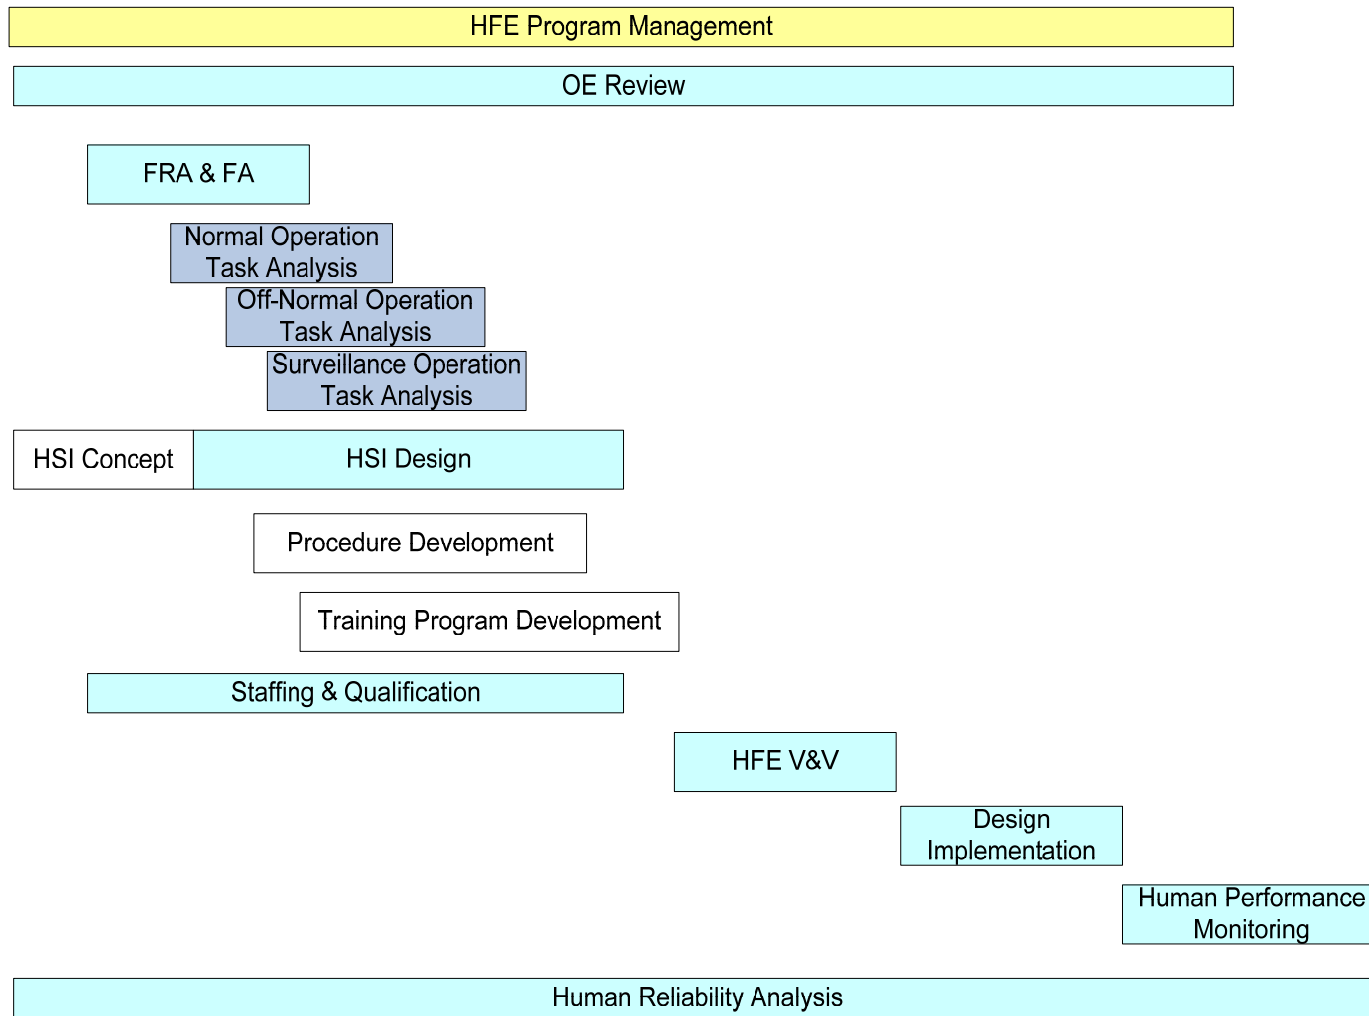 HFE Program Management
OE Review
FRA & FA
Normal Operation
Task Analysis
Off-Normal Operation
Task Analysis
Surveillance Operation
Task Analysis
HSI Concept
HSI Design
Procedure Development
Training Program Development
Staffing & Qualification
HFE V&V
Design
Implementation
Human Performance
Monitoring
Human Reliability Analysis